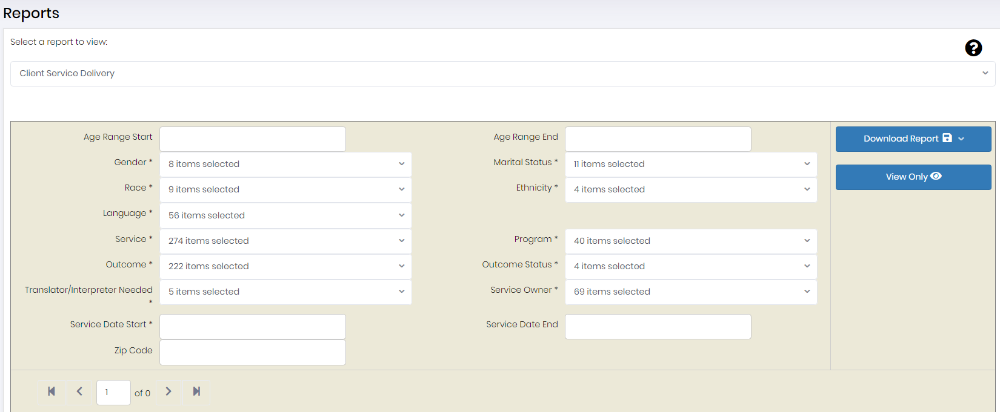 Reports
Select a report to view:
Client Service Delivery
Age Range Start
Age Range End
Download Report
Gender * 8 items selected
Marital Status * 11 items selected
View Only
Race * 9 items selected
Ethnicity * 4 items selected
Language * 56 items selected
Service * 274 items selected
Program * 40 items selected
Outcome * 222 items selected
Outcome Status * 4 items selected
Translator/Interpreter Needed * 5 items selected
Service Owner * 69 items selected
Service Date Start *
Service Date End
Zip Code
1 of 0